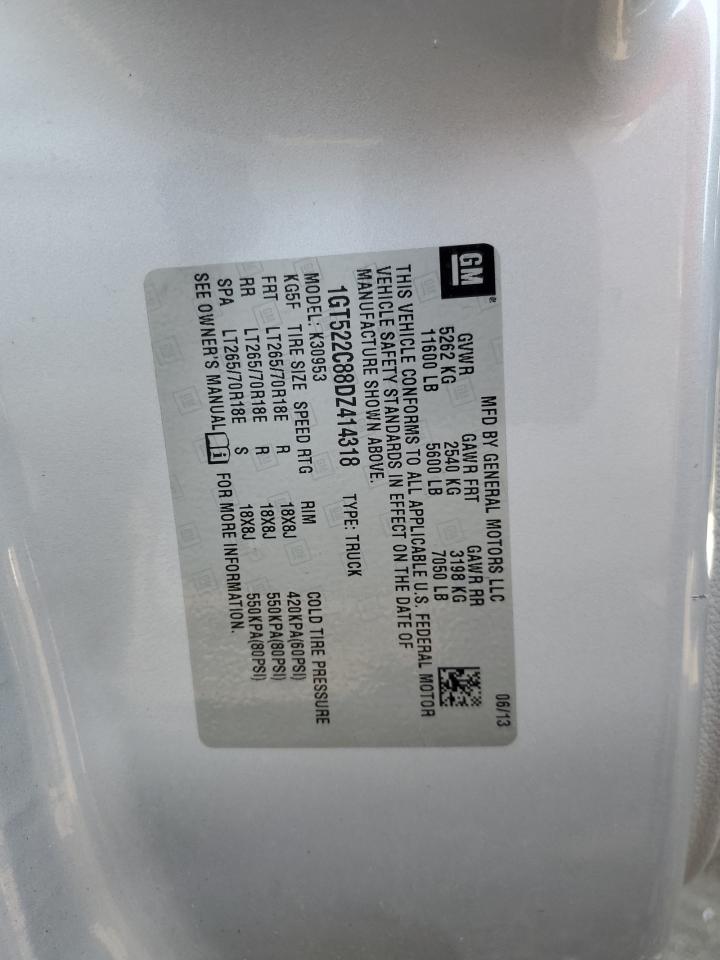 GM®
MFD BY GENERAL MOTORS LLC 06/13
GVWR GAWR FRT GAWR RR
5262 KG 2540 KG 3198 KG
11600 LB 5600 LB 7050 LB
THIS VEHICLE CONFORMS TO ALL APPLICABLE U.S. FEDERAL MOTOR
VEHICLE SAFETY STANDARDS IN EFFECT ON THE DATE OF
MANUFACTURE SHOWN ABOVE.
1GT522C88DZ414318 TYPE: TRUCK
MODEL: K30953
KG5F TIRE SIZE SPEED RTG RIM COLD TIRE PRESSURE
FRT LT265/70R18E R 18X8J 420KPA(60PSI)
RR LT265/70R18E R 18X8J 550KPA(80PSI)
SPA LT265/70R18E S 18X8J 550KPA(80PSI)
SEE OWNER'S MANUAL i FOR MORE INFORMATION.